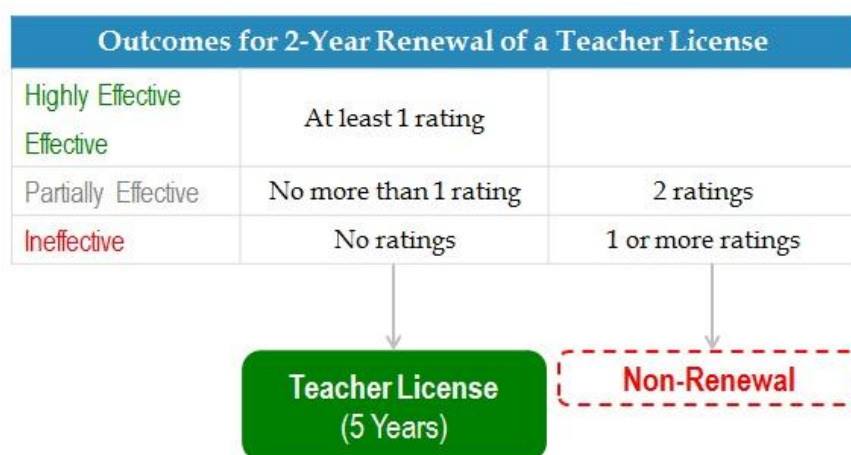 Outcomes for 2-Year Renewal of a Teacher License
Highly Effective
Effective
At least 1 rating
Partially Effective
No more than 1 rating
2 ratings
Ineffective
No ratings
1 or more ratings
Teacher License
(5 Years)
Non-Renewal